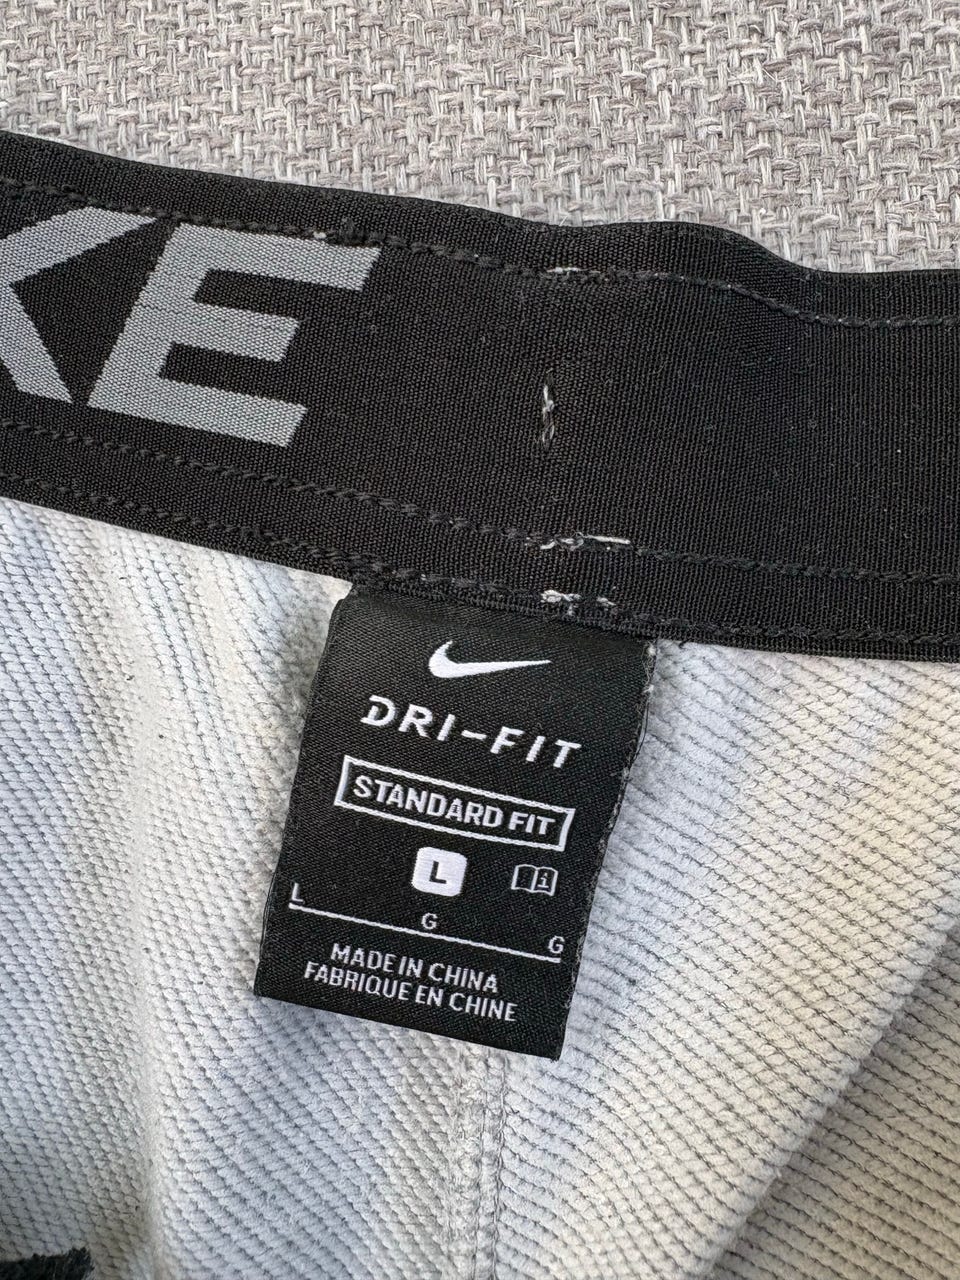 KE
DRI-FIT
STANDARD FIT
L
i
L G G
MADE IN CHINA
FABRIQUE EN CHINE